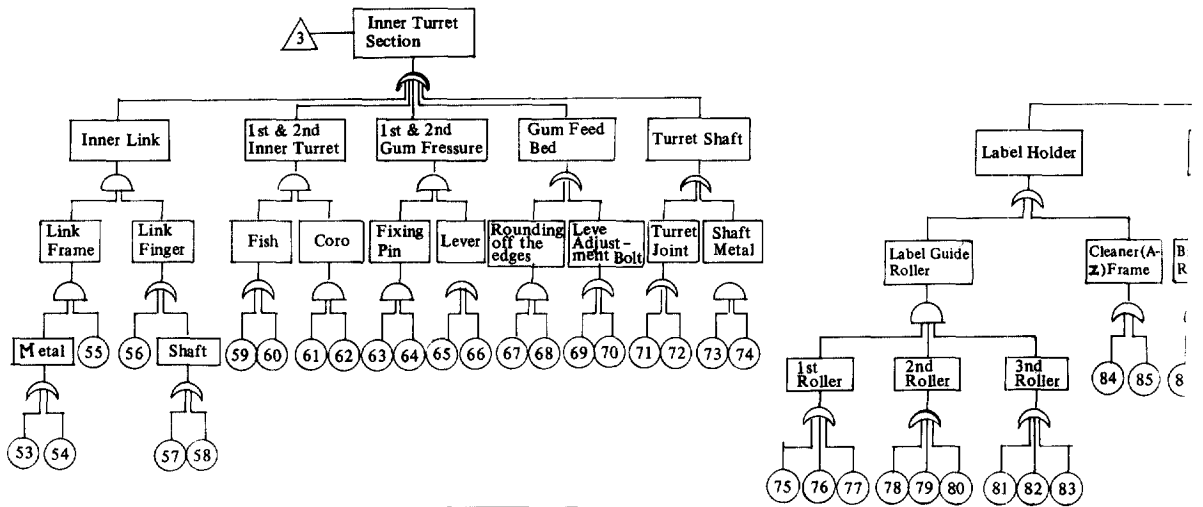 3
Inner Turret
Section
Inner Link
1st & 2nd
Inner Turret
1st & 2nd
Gum Fressure
Gum Feed
Bed
Turret Shaft
Label Holder
Link
Frame
Link
Finger
Fish
Coro
Fixing
Pin
Lever
Rounding
off the
edges
Leve
Adjust-
ment Bolt
Turret
Joint
Shaft
Metal
Label Guide
Roller
Cleaner(A-
Z)Frame
B
R
Metal
55
56
Shaft
59
60
61
62
63
64
65
66
67
68
69
70
71
72
73
74
1st
Roller
2nd
Roller
3nd
Roller
84
85
8
53
54
57
58
75
76
77
78
79
80
81
82
83